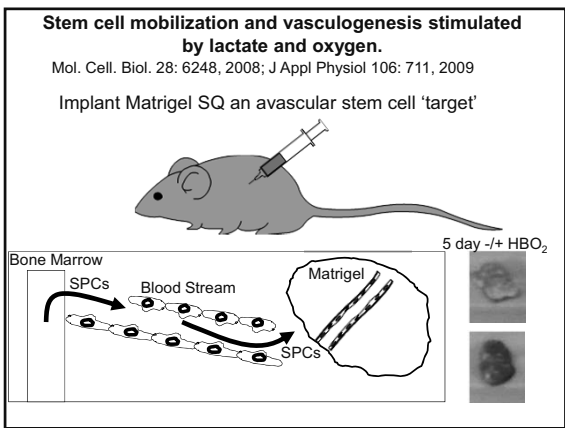 Stem cell mobilization and vasculogenesis stimulated
by lactate and oxygen.
Mol. Cell. Biol. 28: 6248, 2008; J Appl Physiol 106: 711, 2009
Implant Matrigel SQ an avascular stem cell ‘target’
5 day -/+ HBO₂
Bone Marrow
SPCs
Blood Stream
Matrigel
SPCs